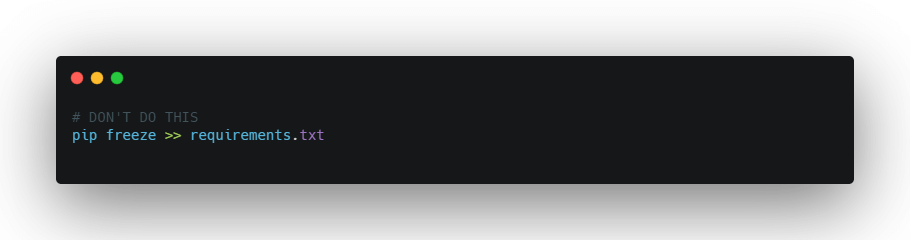 # DON'T DO THIS
pip freeze >> requirements.txt